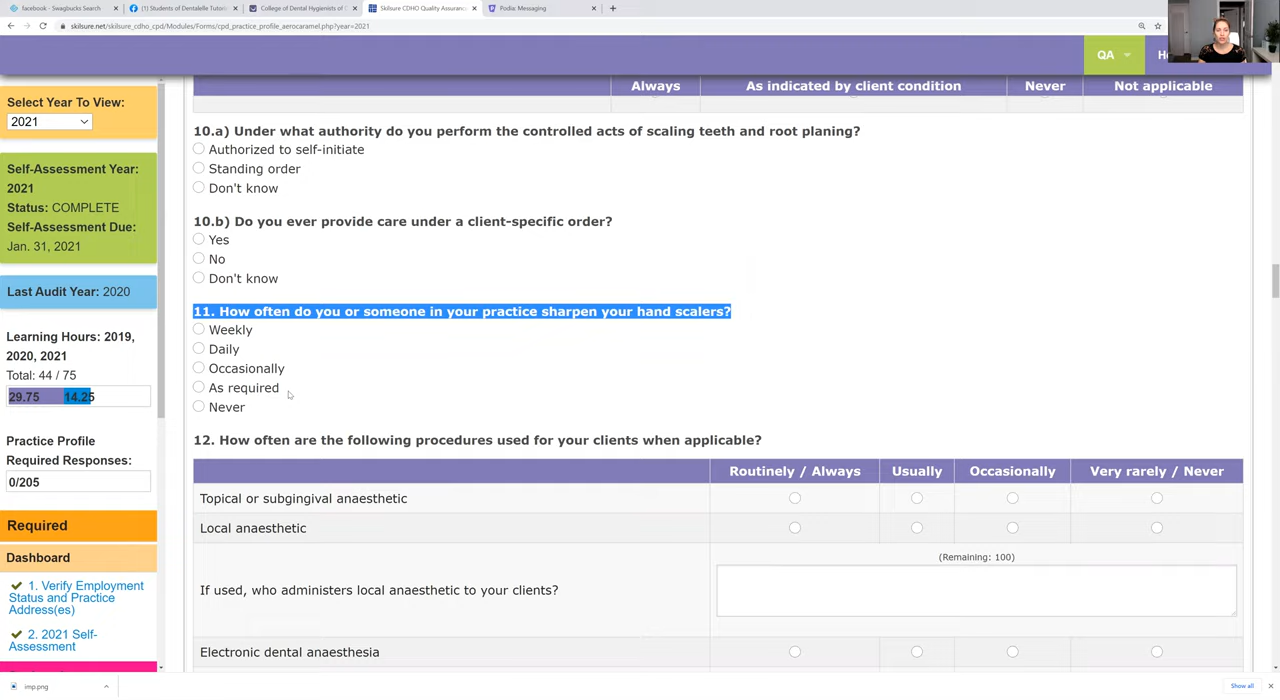 facebook - Swagbucks Search
(1) Students of Dentalelle Tutori
College of Dental Hygienists of O
Skilsure CDHO Quality Assurance
Podia: Messaging
skilsure.net/skilsure_cdho_cpd/Modules/Forms/cpd_practice_profile_aerocaramel.php?year=2021
QA
Select Year To View:
2021
Self-Assessment Year:
2021
Status: COMPLETE
Self-Assessment Due:
Jan. 31, 2021
Last Audit Year: 2020
Learning Hours: 2019,
2020, 2021
Total: 44 / 75
29.75 14.25
Practice Profile
Required Responses:
0/205
Required
Dashboard
1. Verify Employment
Status and Practice
Address(es)
2. 2021 Self-
Assessment
Always As indicated by client condition Never Not applicable
10.a) Under what authority do you perform the controlled acts of scaling teeth and root planing?
Authorized to self-initiate
Standing order
Don't know
10.b) Do you ever provide care under a client-specific order?
Yes
No
Don't know
11. How often do you or someone in your practice sharpen your hand scalers?
Weekly
Daily
Occasionally
As required
Never
12. How often are the following procedures used for your clients when applicable?
Routinely / Always Usually Occasionally Very rarely / Never
Topical or subgingival anaesthetic
Local anaesthetic
(Remaining: 100)
If used, who administers local anaesthetic to your clients?
Electronic dental anaesthesia
imp.png
Show all